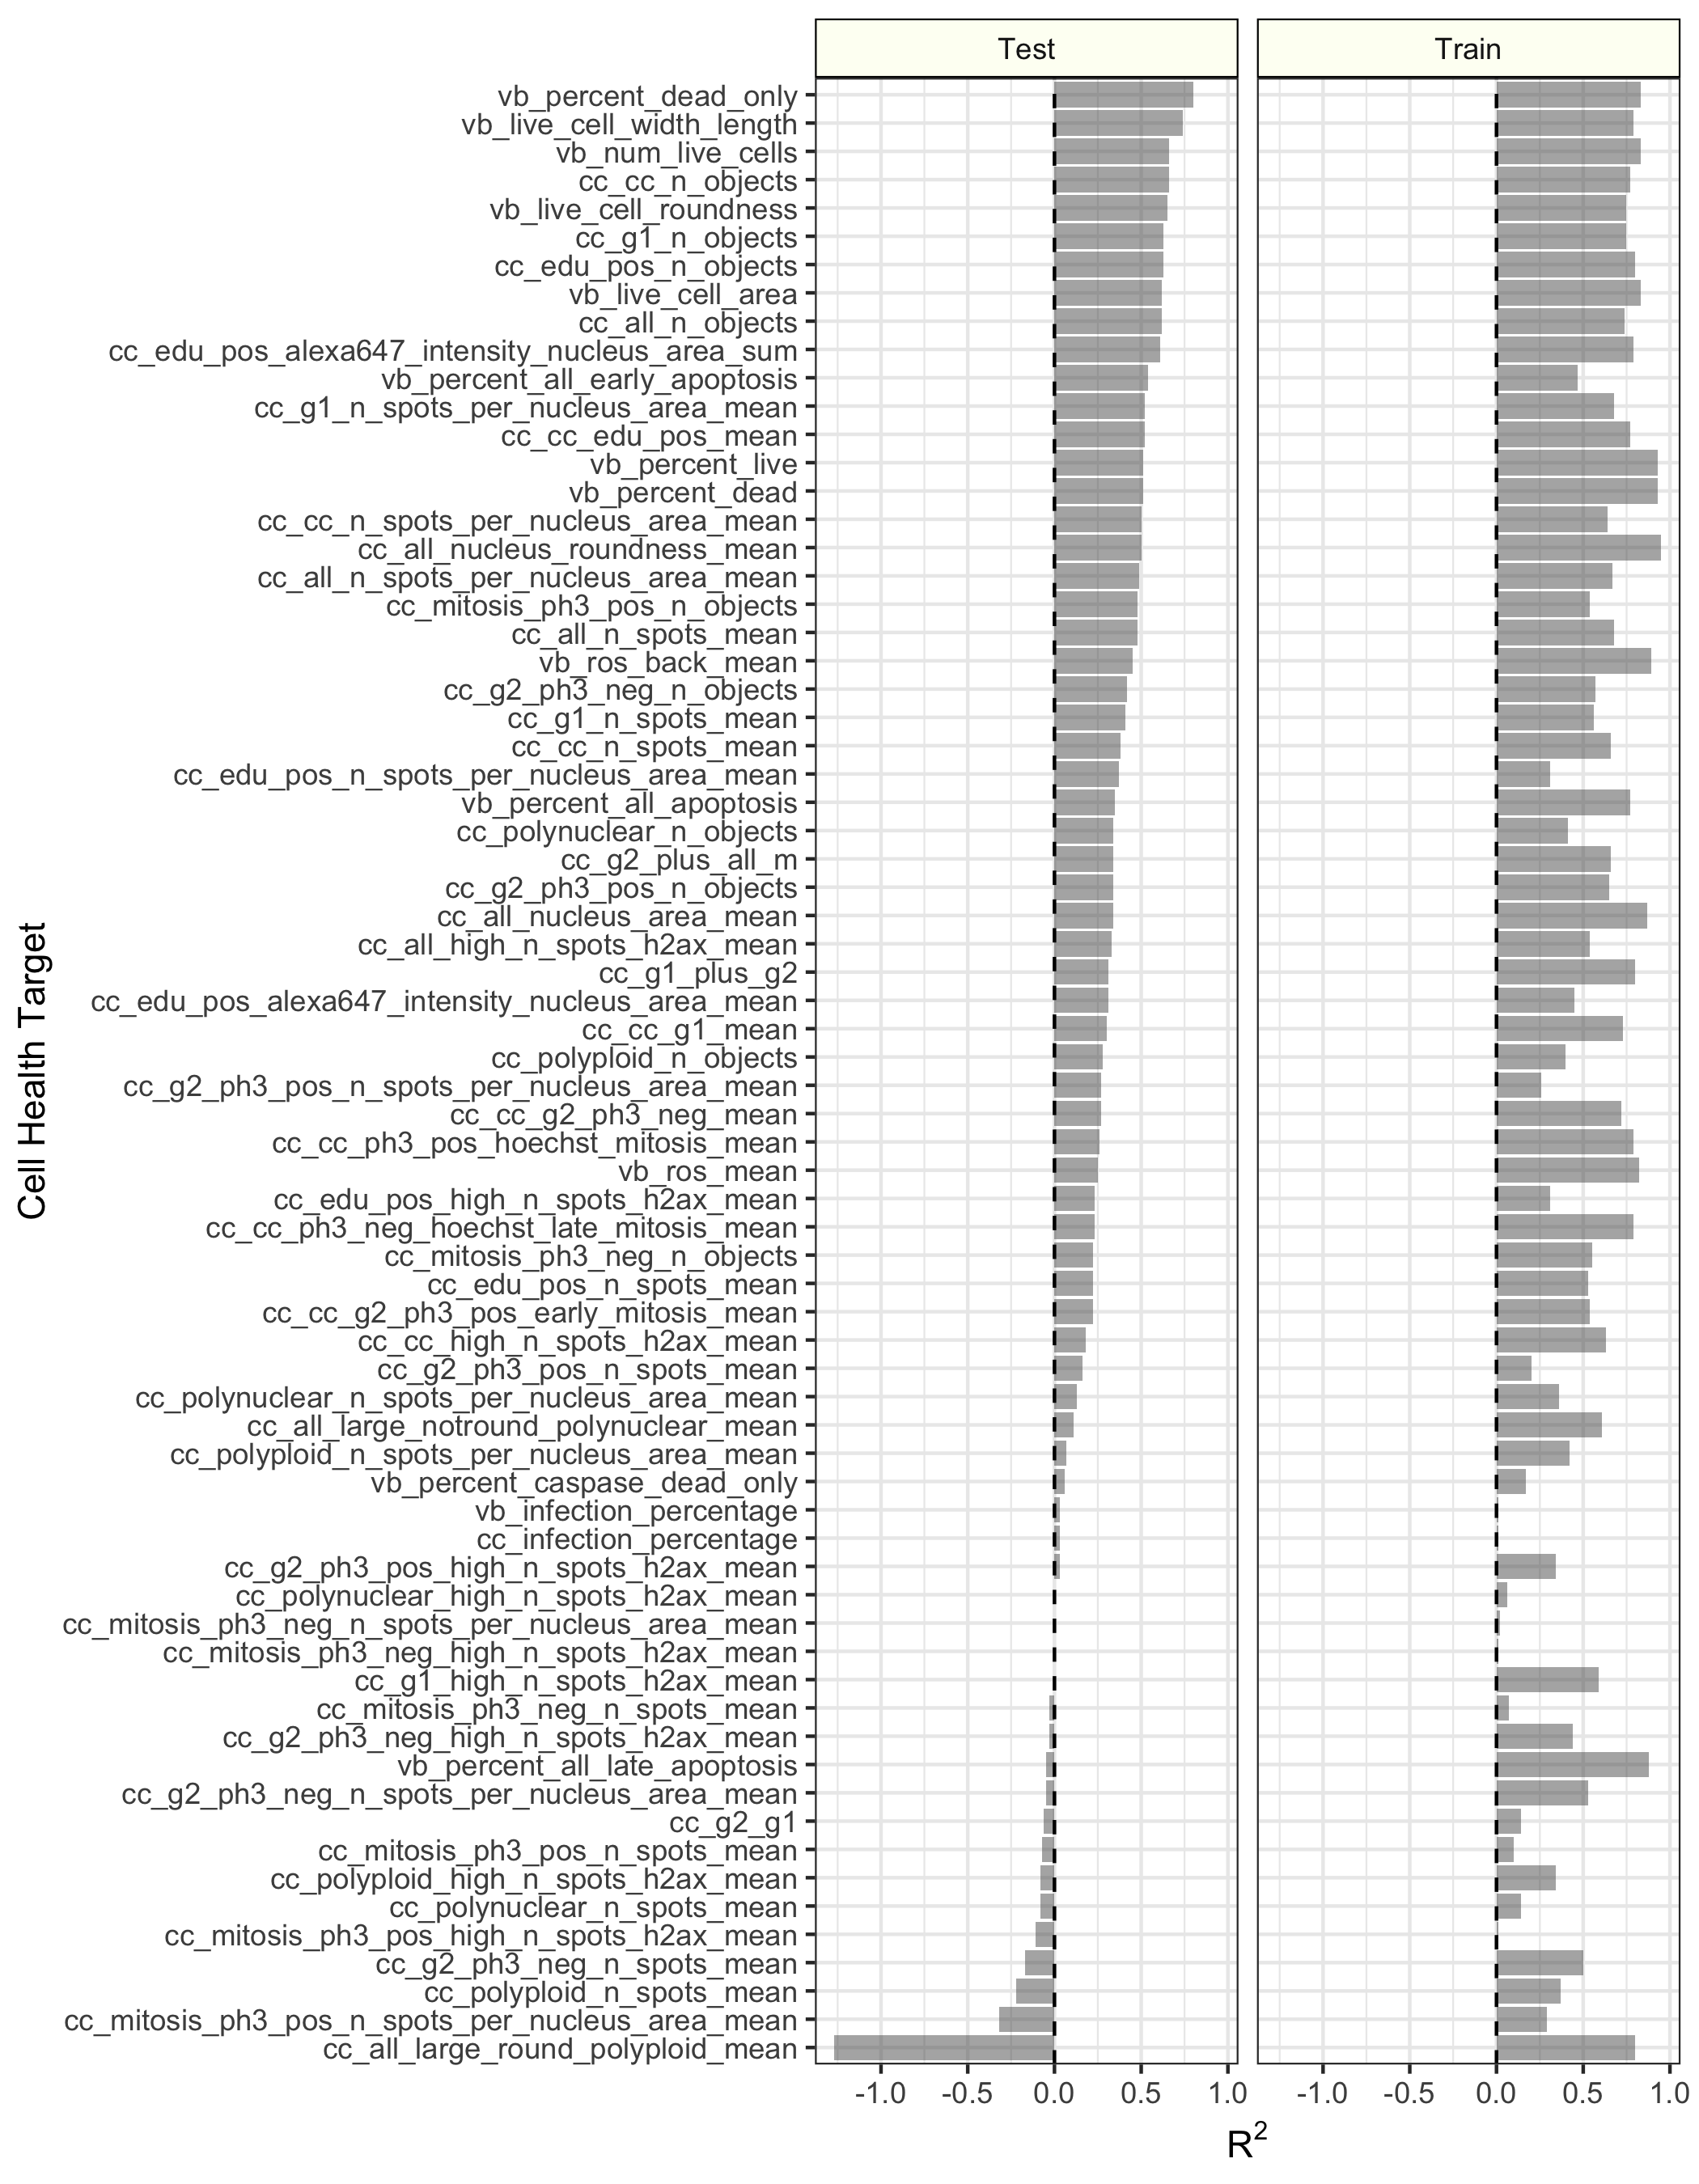 Test
Train
vb_percent_dead_only
vb_live_cell_width_length
vb_num_live_cells
cc_cc_n_objects
vb_live_cell_roundness
cc_g1_n_objects
cc_edu_pos_n_objects
vb_live_cell_area
cc_all_n_objects
cc_edu_pos_alexa647_intensity_nucleus_area_sum
vb_percent_all_early_apoptosis
cc_g1_n_spots_per_nucleus_area_mean
cc_cc_edu_pos_mean
vb_percent_live
vb_percent_dead
cc_cc_n_spots_per_nucleus_area_mean
cc_all_nucleus_roundness_mean
cc_all_n_spots_per_nucleus_area_mean
cc_mitosis_ph3_pos_n_objects
cc_all_n_spots_mean
vb_ros_back_mean
cc_g2_ph3_neg_n_objects
cc_g1_n_spots_mean
cc_cc_n_spots_mean
cc_edu_pos_n_spots_per_nucleus_area_mean
vb_percent_all_apoptosis
cc_polynuclear_n_objects
cc_g2_plus_all_m
cc_g2_ph3_pos_n_objects
cc_all_nucleus_area_mean
cc_all_high_n_spots_h2ax_mean
cc_g1_plus_g2
cc_edu_pos_alexa647_intensity_nucleus_area_mean
cc_cc_g1_mean
cc_polyploid_n_objects
cc_g2_ph3_pos_n_spots_per_nucleus_area_mean
cc_cc_g2_ph3_neg_mean
cc_cc_ph3_pos_hoechst_mitosis_mean
vb_ros_mean
cc_edu_pos_high_n_spots_h2ax_mean
cc_cc_ph3_neg_hoechst_late_mitosis_mean
cc_mitosis_ph3_neg_n_objects
cc_edu_pos_n_spots_mean
cc_cc_g2_ph3_pos_early_mitosis_mean
cc_cc_high_n_spots_h2ax_mean
cc_g2_ph3_pos_n_spots_mean
cc_polynuclear_n_spots_per_nucleus_area_mean
cc_all_large_notround_polynuclear_mean
cc_polyploid_n_spots_per_nucleus_area_mean
vb_percent_caspase_dead_only
vb_infection_percentage
cc_infection_percentage
cc_g2_ph3_pos_high_n_spots_h2ax_mean
cc_polynuclear_high_n_spots_h2ax_mean
cc_mitosis_ph3_neg_n_spots_per_nucleus_area_mean
cc_mitosis_ph3_neg_high_n_spots_h2ax_mean
cc_g1_high_n_spots_h2ax_mean
cc_mitosis_ph3_neg_n_spots_mean
cc_g2_ph3_neg_high_n_spots_h2ax_mean
vb_percent_all_late_apoptosis
cc_g2_ph3_neg_n_spots_per_nucleus_area_mean
cc_g2_g1
cc_mitosis_ph3_pos_n_spots_mean
cc_polyploid_high_n_spots_h2ax_mean
cc_polynuclear_n_spots_mean
cc_mitosis_ph3_pos_high_n_spots_h2ax_mean
cc_g2_ph3_neg_n_spots_mean
cc_polyploid_n_spots_mean
cc_mitosis_ph3_pos_n_spots_per_nucleus_area_mean
cc_all_large_round_polyploid_mean
Cell Health Target
-1.0 -0.5 0.0 0.5 1.0
-1.0 -0.5 0.0 0.5 1.0
R²